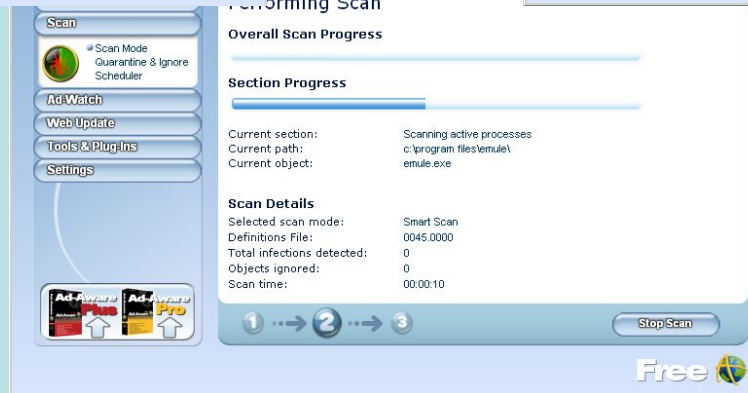 Performing Scan
Scan
Scan Mode
Quarantine & Ignore
Scheduler
Ad-Watch
Web Update
Tools & Plug-Ins
Settings
Overall Scan Progress
Section Progress
Current section: Scanning active processes
Current path: c:\program files\emule\
Current object: emule.exe
Scan Details
Selected scan mode: Smart Scan
Definitions File: 0045.0000
Total infections detected: 0
Objects ignored: 0
Scan time: 00:00:10
Ad-Aware Plus
Ad-Aware Pro
1 2 3
Stop Scan
Free